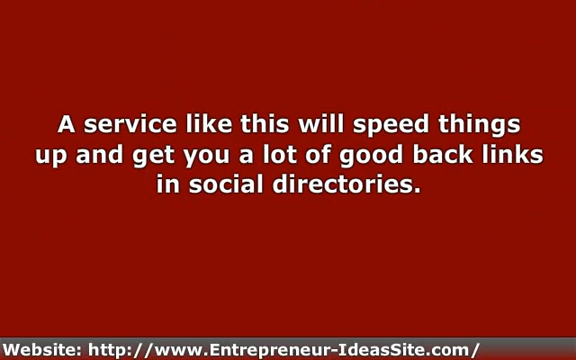 A service like this will speed things
up and get you a lot of good back links
in social directories.
Website: http://www.Entrepreneur-IdeasSite.com/